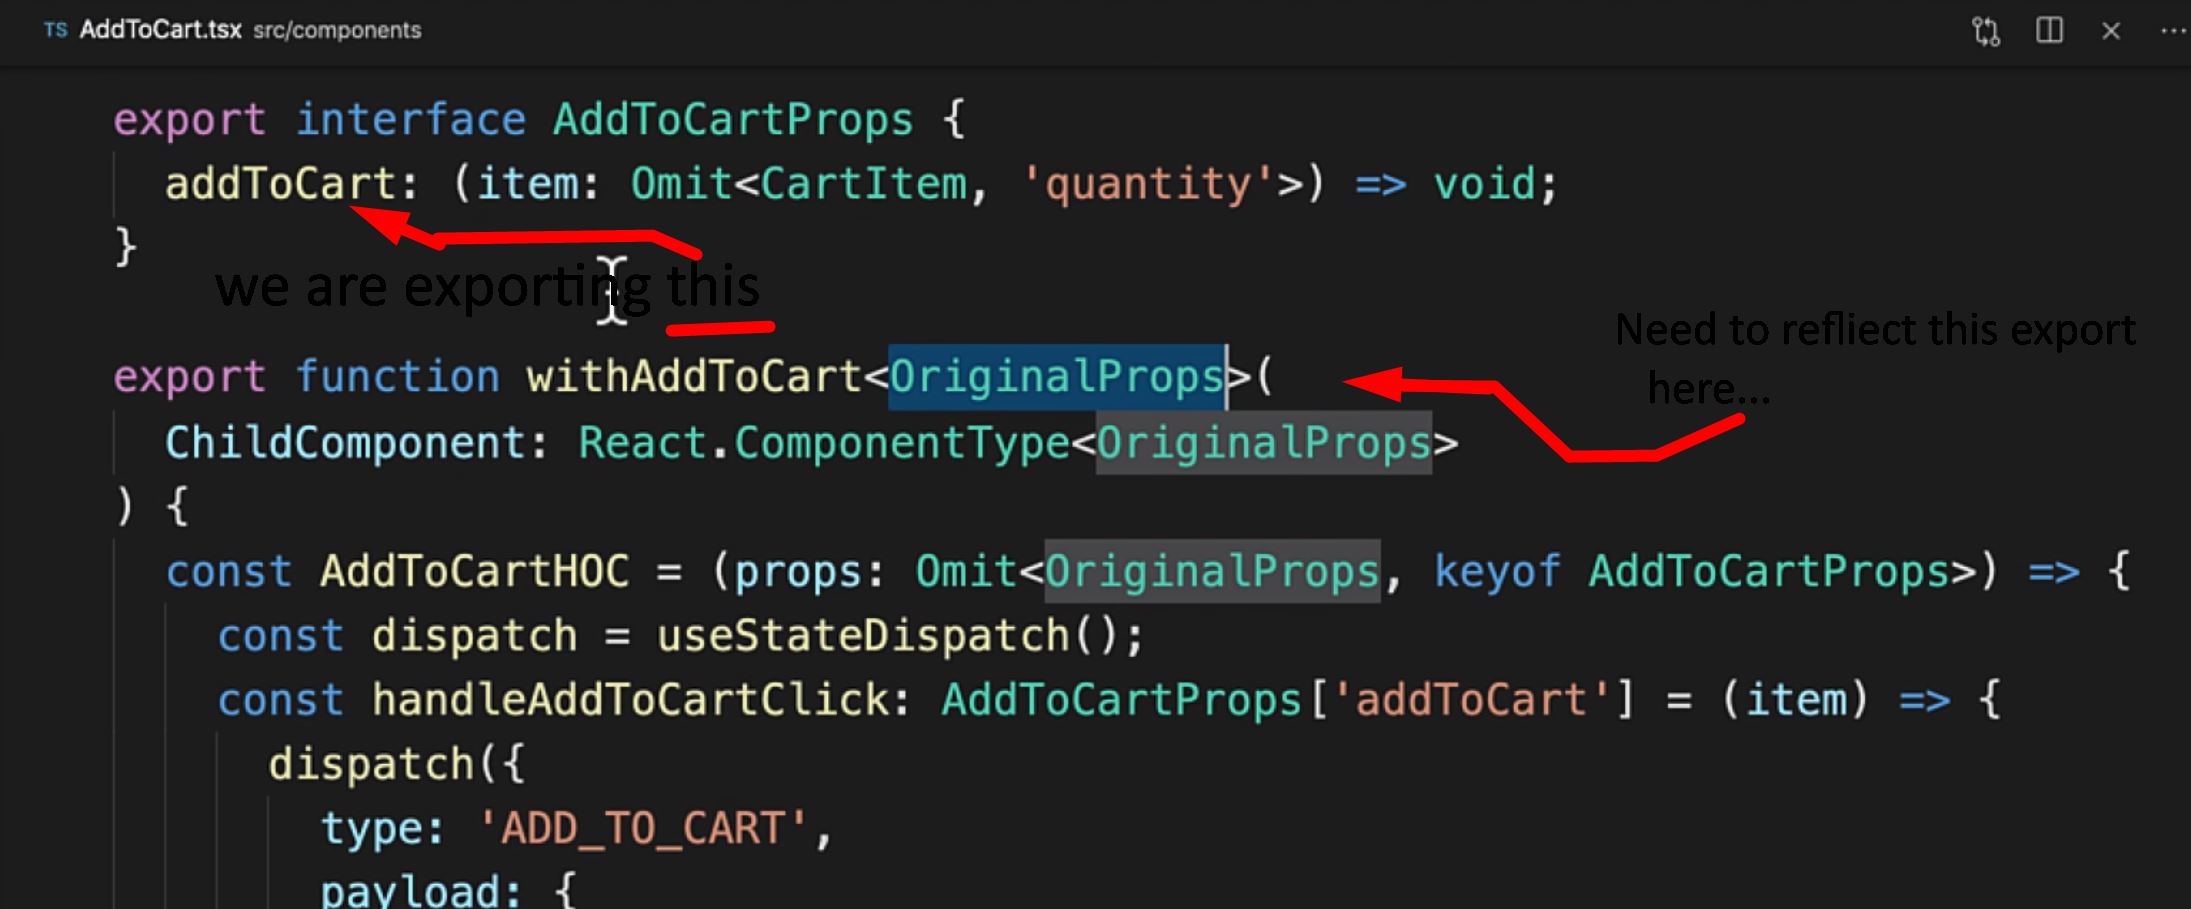 TS AddToCart.tsx src/components
export interface AddToCartProps {
addToCart: (item: Omit<CartItem, 'quantity'>) => void;
}
we are exporting this
Need to refliect this export
here...
export function withAddToCart<OriginalProps>(
ChildComponent: React.ComponentType<OriginalProps>
) {
const AddToCartHOC = (props: Omit<OriginalProps, keyof AddToCartProps>) => {
const dispatch = useStateDispatch();
const handleAddToCartClick: AddToCartProps['addToCart'] = (item) => {
dispatch({
type: 'ADD_TO_CART',
payload: {